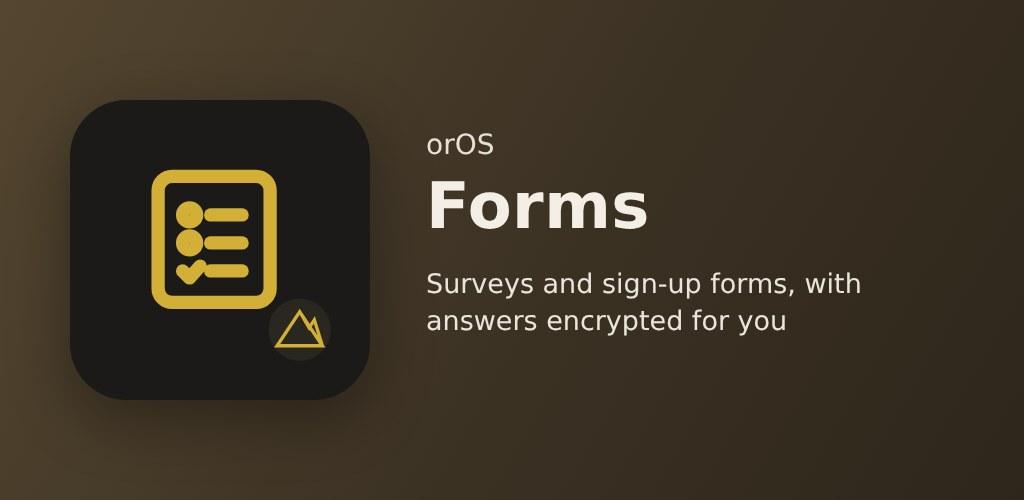 orOS
Forms
Surveys and sign-up forms, with
answers encrypted for you